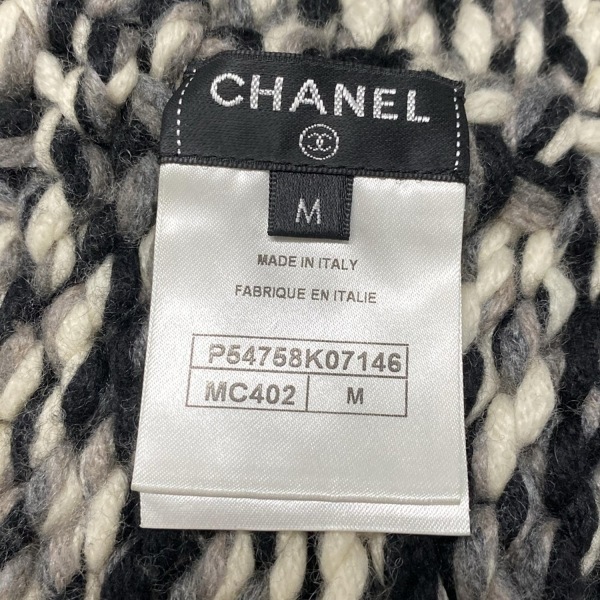 CHANEL
M
MADE IN ITALY
FABRIQUE EN ITALIE
P54758K07146
MC402 M